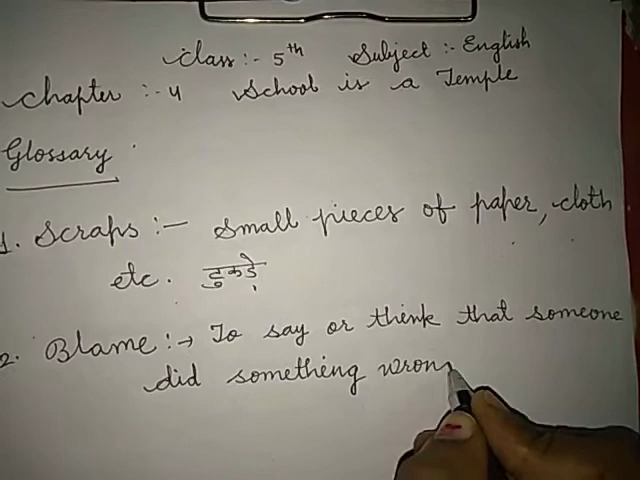 Class :- 5th Subject :- English
Chapter :- 4 School is a Temple
Glossary
1. Scraps :- Small pieces of paper, cloth
etc. टुकड़े
2. Blame :→ To say or think that someone
did something wron